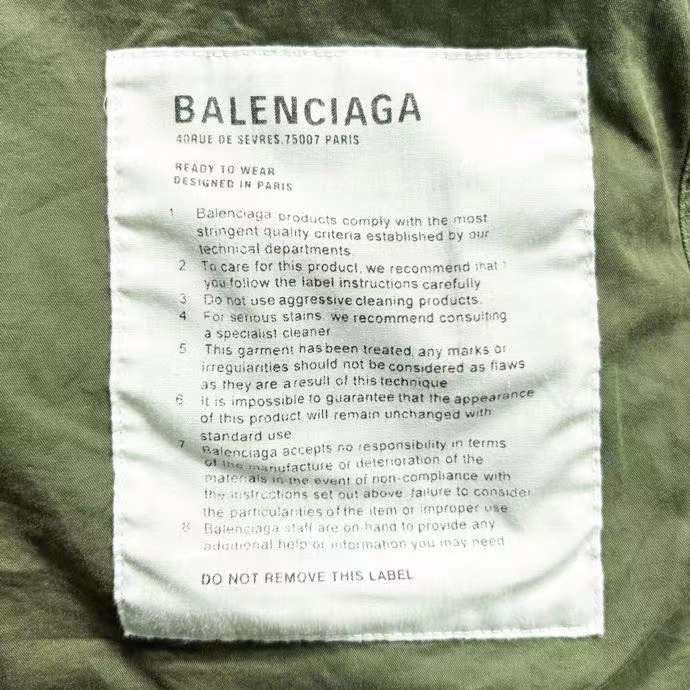 BALENCIAGA
40RUE DE SEVRES,75007 PARIS
READY TO WEAR
DESIGNED IN PARIS
1 Balenciaga products comply with the most
stringent quality criteria established by our
technical departments
2 To care for this product, we recommend that
you follow the label instructions carefully
3 Do not use aggressive cleaning products.
4 For serious stains, we recommend consulting
a specialist cleaner
5 This garment has been treated, any marks or
irregularities should not be considered as flaws
as they are a result of this technique
6 it is impossible to guarantee that the appearance
of this product will remain unchanged with
standard use
7 Balenciaga accepts no responsibility in terms
of the manufacture or deterioration of the
materials in the event of non-compliance with
the instructions set out above, failure to consider
the particularities of the item or improper use
8 Balenciaga staff are on hand to provide any
additional help or information you may need
DO NOT REMOVE THIS LABEL